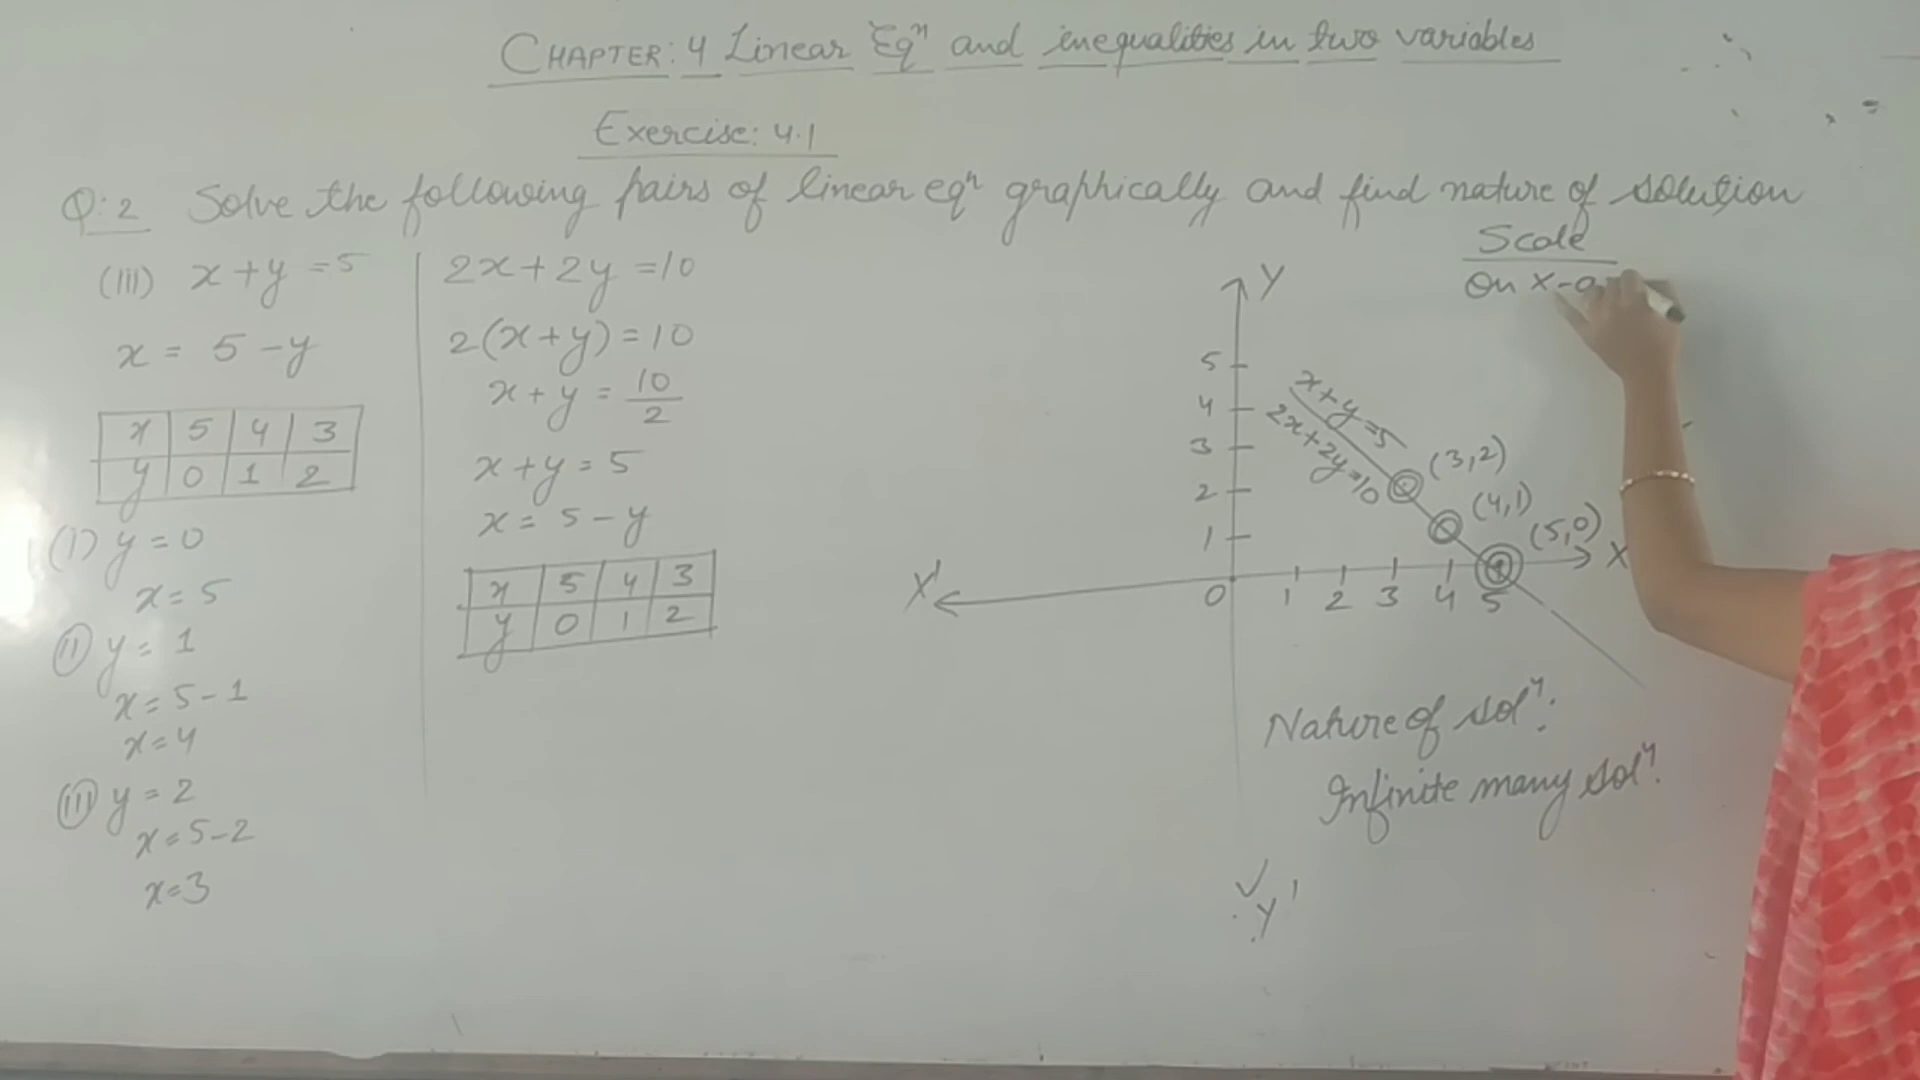 CHAPTER: 4 Linear Eqⁿ and inequalities in two variables
Exercise: 4.1
Q:2 Solve the following pairs of linear eqⁿ graphically and find nature of solution
(III) x+y=5
x = 5-y
x 5 4 3
y 0 1 2
(I) y=0
x=5
(II) y=1
x=5-1
x=4
(III) y=2
x=5-2
x=3
2x+2y=10
2(x+y)=10
x+y=10/2
x+y=5
x=5-y
x 5 4 3
y 0 1 2
Scale
On X-a
Y
5
4
3
2
1
x+y=5
2x+2y=10
(3,2)
(4,1)
(5,0)
X'
X
0 1 2 3 4 5
Nature of solⁿ:
Infinite many solⁿ.
Y'